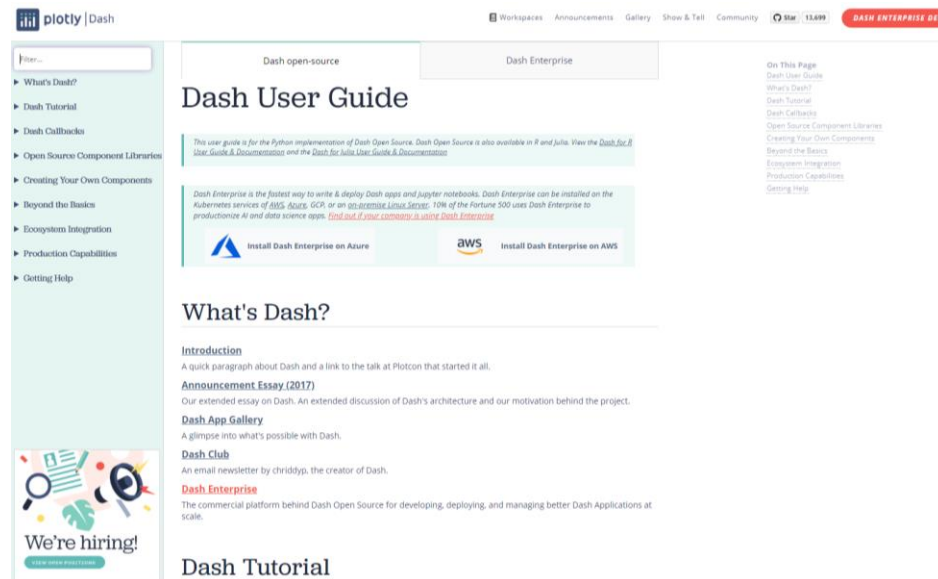 plotly | Dash
Workspaces Announcements Gallery Show & Tell Community Star 13,699 DASH ENTERPRISE DE
Filter...
What's Dash?
Dash Tutorial
Dash Callbacks
Open Source Component Libraries
Creating Your Own Components
Beyond the Basics
Ecosystem Integration
Production Capabilities
Getting Help
We're hiring!
VIEW OPEN POSITIONS
Dash open-source
Dash Enterprise
Dash User Guide
This user guide is for the Python implementation of Dash Open Source. Dash Open Source is also available in R and Julia. View the Dash for R
User Guide & Documentation and the Dash for Julia User Guide & Documentation
Dash Enterprise is the fastest way to write & deploy Dash apps and Jupyter notebooks. Dash Enterprise can be installed on the
Kubernetes services of AWS, Azure, GCP, or an on-premise Linux Server. 10% of the Fortune 500 uses Dash Enterprise to
productionize AI and data science apps. Find out if your company is using Dash Enterprise
Install Dash Enterprise on Azure
aws Install Dash Enterprise on AWS
What's Dash?
Introduction
A quick paragraph about Dash and a link to the talk at Plotcon that started it all.
Announcement Essay (2017)
Our extended essay on Dash. An extended discussion of Dash's architecture and our motivation behind the project.
Dash App Gallery
A glimpse into what's possible with Dash.
Dash Club
An email newsletter by chriddyp, the creator of Dash.
Dash Enterprise
The commercial platform behind Dash Open Source for developing, deploying, and managing better Dash Applications at
scale.
Dash Tutorial
On This Page
Dash User Guide
What's Dash?
Dash Tutorial
Dash Callbacks
Open Source Component Libraries
Creating Your Own Components
Beyond the Basics
Ecosystem Integration
Production Capabilities
Getting Help